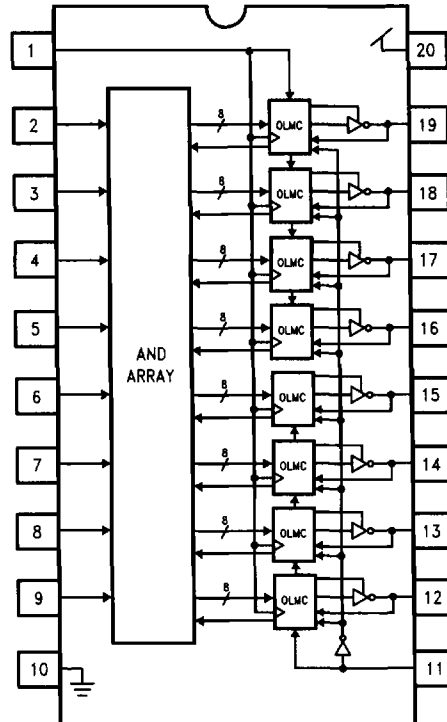 1 20
8 OLMC
2 19
8 OLMC
3 18
8 OLMC
4 17
8 OLMC
5 16
AND
ARRAY
8 OLMC
6 15
8 OLMC
7 14
8 OLMC
8 13
8 OLMC
9 12
10 11